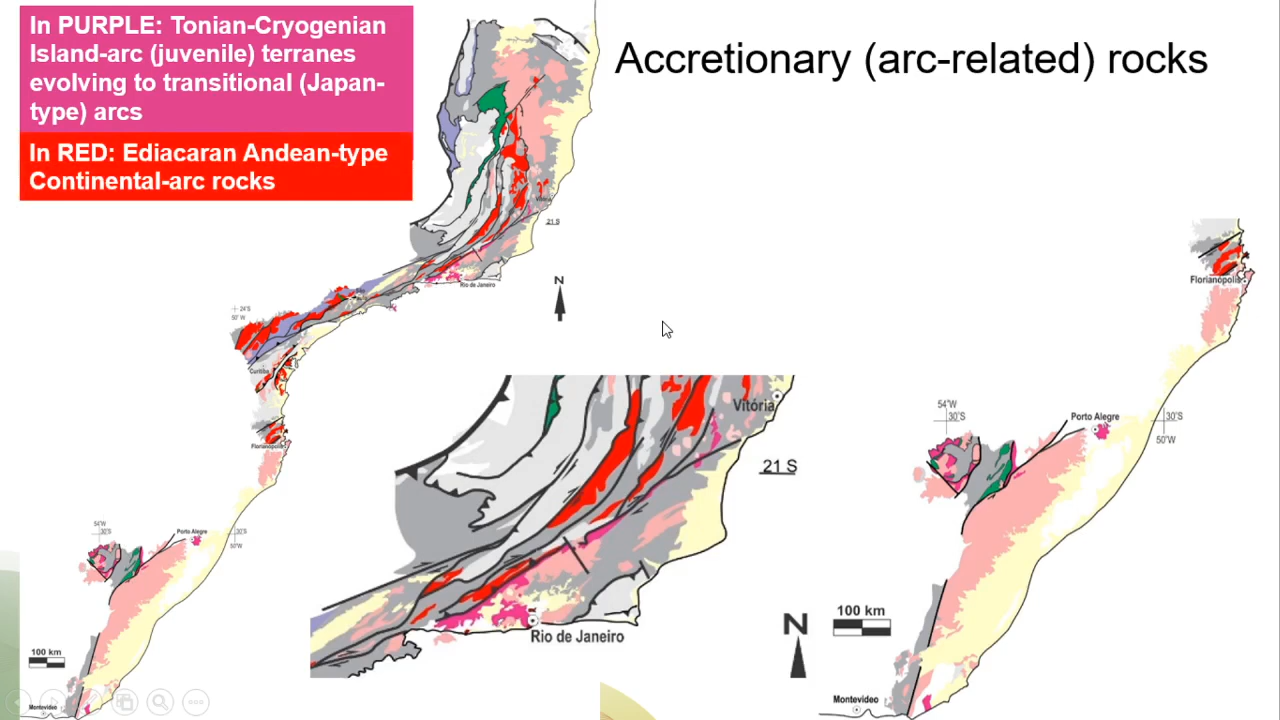 In PURPLE: Tonian-Cryogenian
Island-arc (juvenile) terranes
evolving to transitional (Japan-
type) arcs
In RED: Ediacaran Andean-type
Continental-arc rocks
Accretionary (arc-related) rocks
Vitória
21 S
Rio de Janeiro
N
24°S
50° W
Curitiba
Florianópolis
54°W
30°S
Porto Alegre
30°S
50°W
100 km
Montevideo
Vitória
21 S
Rio de Janeiro
Florianópolis
54°W
30°S
Porto Alegre
30°S
50°W
N
100 km
Montevideo